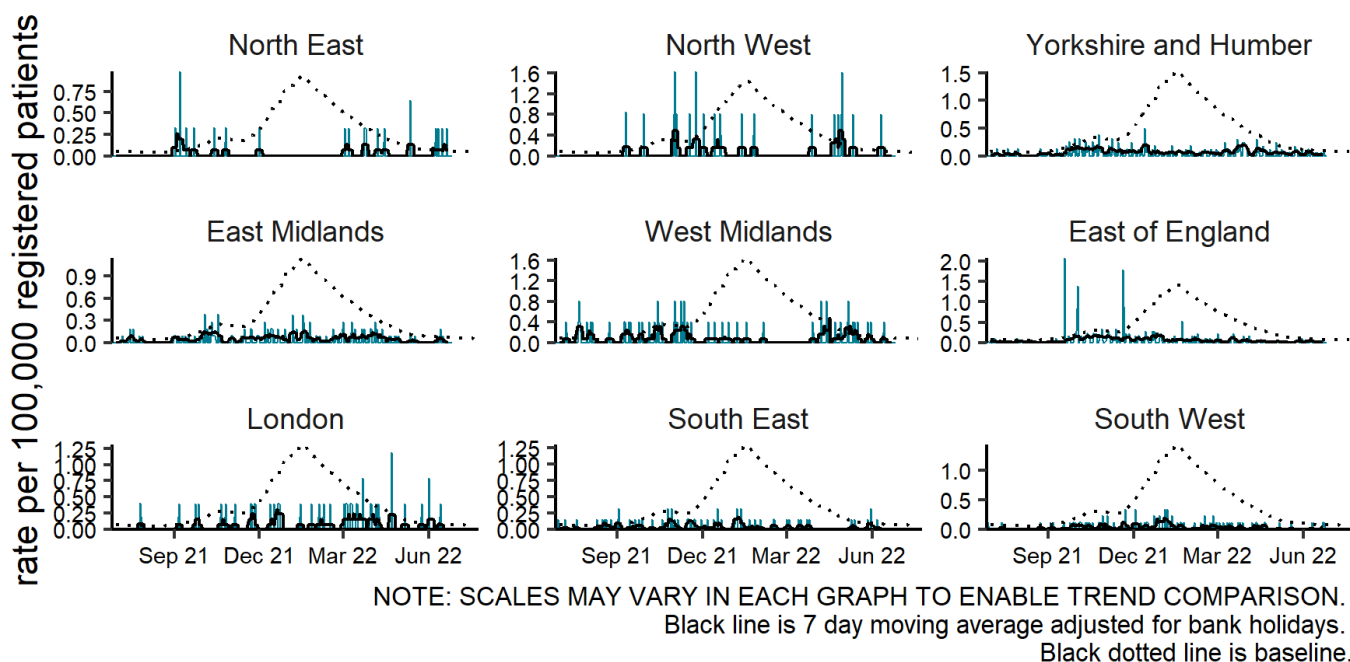 rate per 100,000 registered patients
North East
0.75
0.50
0.25
0.00
North West
1.6
1.2
0.8
0.4
0.0
Yorkshire and Humber
1.5
1.0
0.5
0.0
East Midlands
0.9
0.6
0.3
0.0
West Midlands
1.6
1.2
0.8
0.4
0.0
East of England
2.0
1.5
1.0
0.5
0.0
London
1.25
1.00
0.75
0.50
0.25
0.00
Sep 21 Dec 21 Mar 22 Jun 22
South East
1.25
1.00
0.75
0.50
0.25
0.00
Sep 21 Dec 21 Mar 22 Jun 22
South West
1.0
0.5
0.0
Sep 21 Dec 21 Mar 22 Jun 22
NOTE: SCALES MAY VARY IN EACH GRAPH TO ENABLE TREND COMPARISON.
Black line is 7 day moving average adjusted for bank holidays.
Black dotted line is baseline.